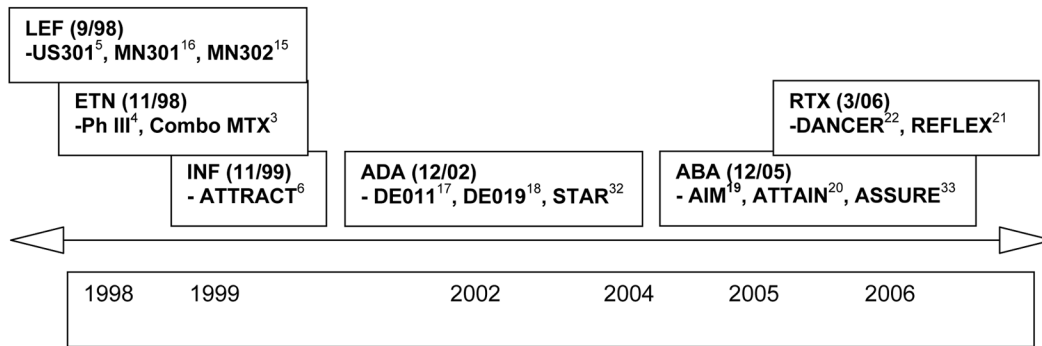 LEF (9/98)
-US301⁵, MN301¹⁶, MN302¹⁵
ETN (11/98)
-Ph III⁴, Combo MTX³
RTX (3/06)
-DANCER²², REFLEX²¹
INF (11/99)
- ATTRACT⁶
ADA (12/02)
- DE011¹⁷, DE019¹⁸, STAR³²
ABA (12/05)
- AIM¹⁹, ATTAIN²⁰, ASSURE³³
1998 1999 2002 2004 2005 2006